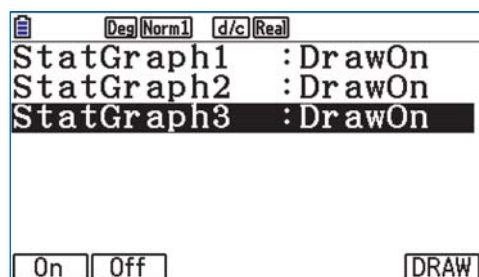 Deg Norm1 d/c Real
StatGraph1 :DrawOn
StatGraph2 :DrawOn
StatGraph3 :DrawOn
On Off DRAW